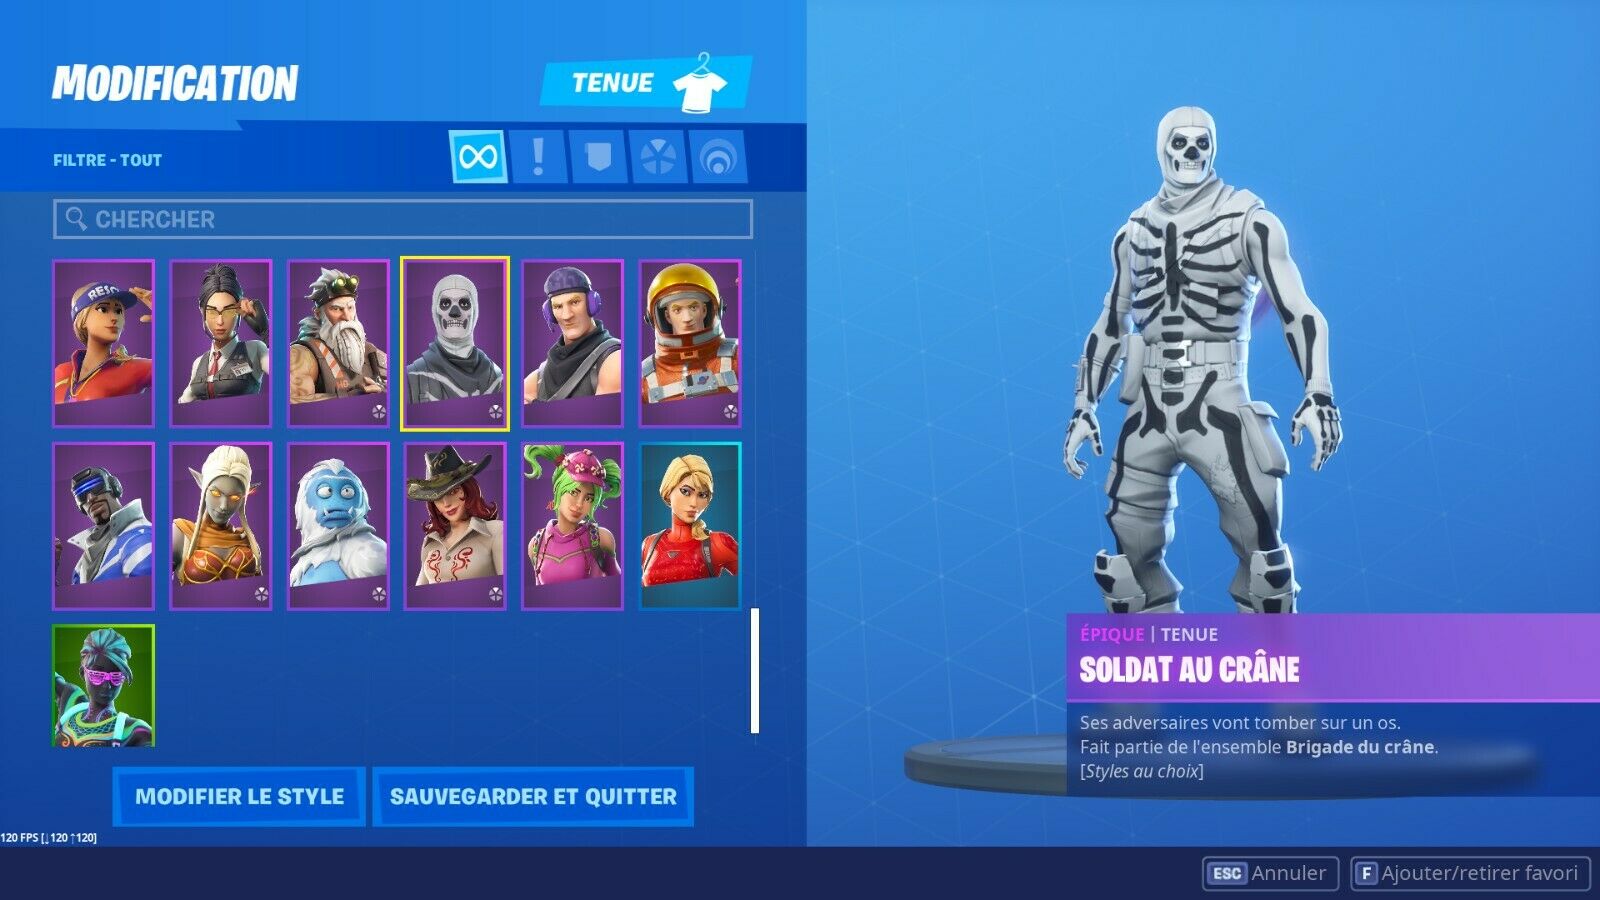 MODIFICATION
TENUE
FILTRE - TOUT
CHERCHER
RESC
MODIFIER LE STYLE
SAUVEGARDER ET QUITTER
120 FPS [↓120 ↑120]
ÉPIQUE | TENUE
SOLDAT AU CRÂNE
Ses adversaires vont tomber sur un os.
Fait partie de l'ensemble Brigade du crâne.
[Styles au choix]
ESC Annuler
F Ajouter/retirer favori